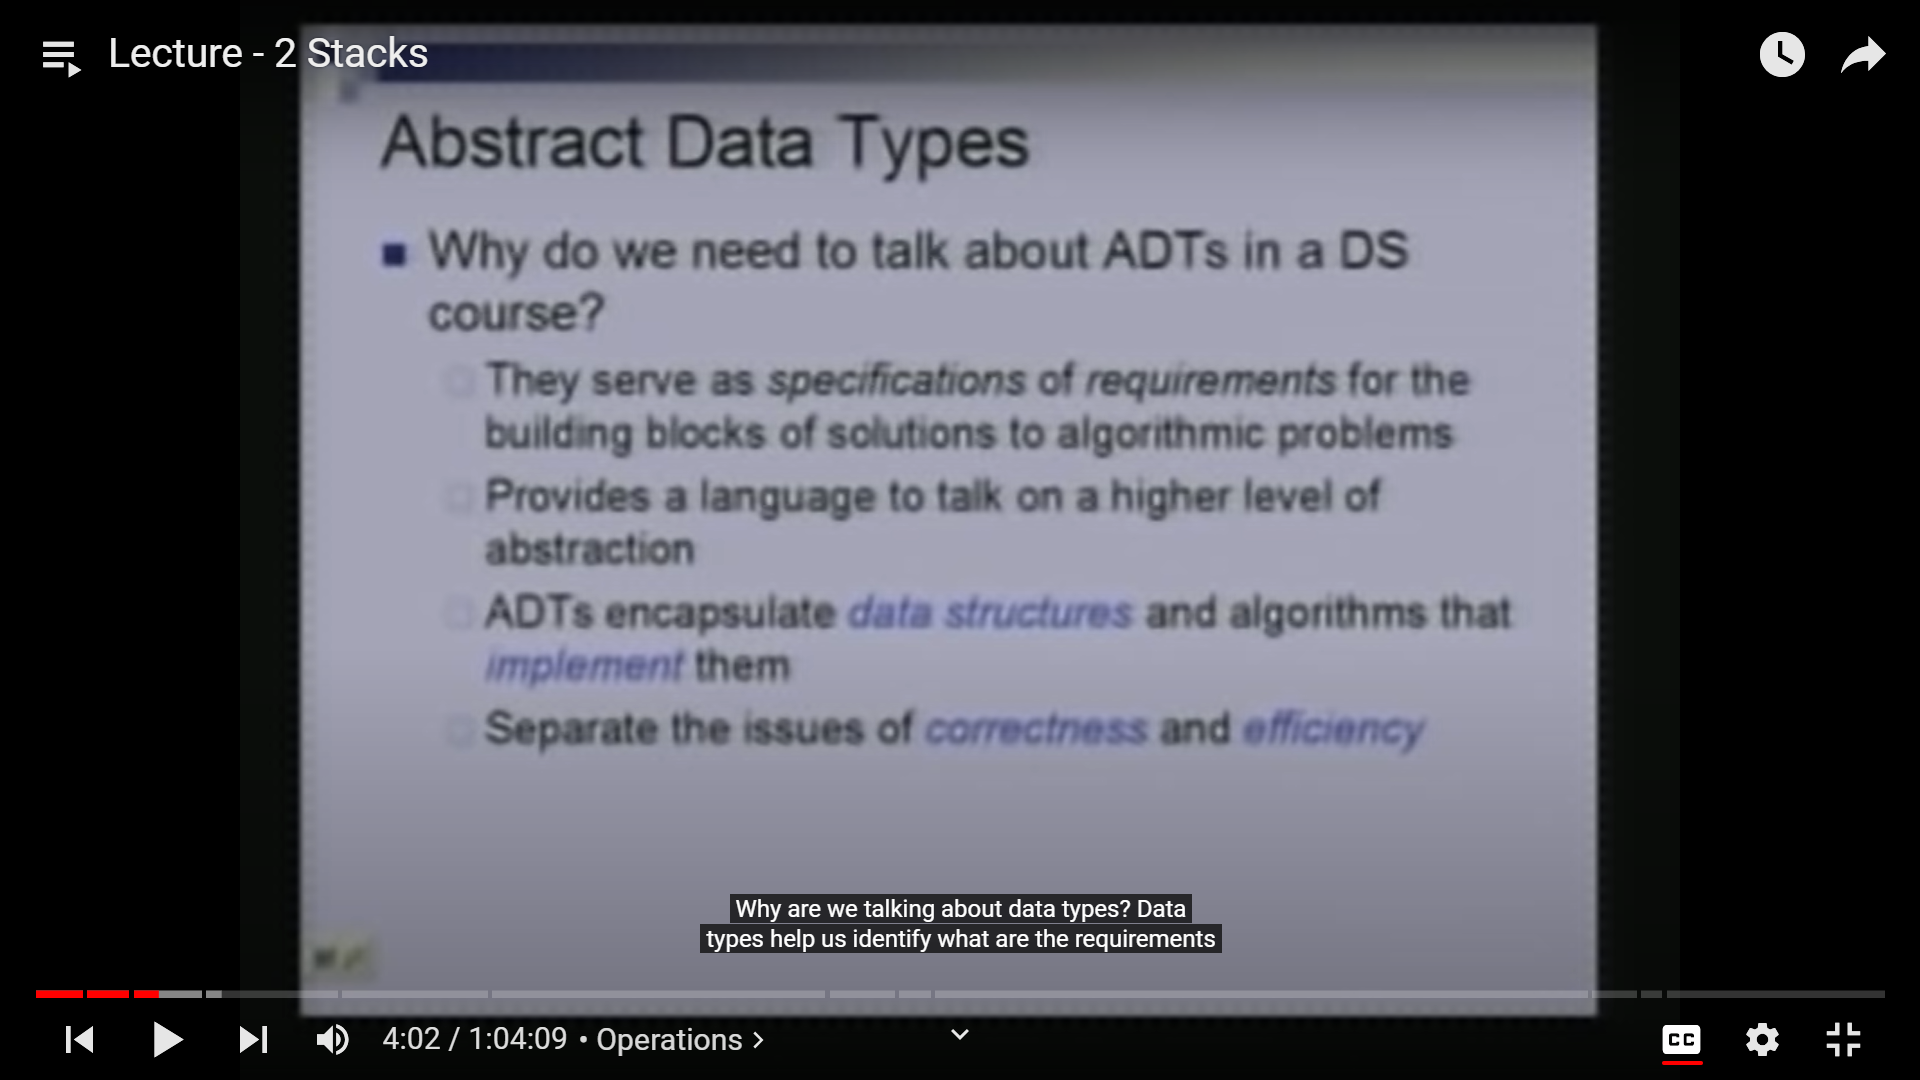 Lecture - 2 Stacks
Abstract Data Types
Why do we need to talk about ADTs in a DS
course?
They serve as specifications of requirements for the
building blocks of solutions to algorithmic problems
Provides a language to talk on a higher level of
abstraction
ADTs encapsulate data structures and algorithms that
implement them
Separate the issues of correctness and efficiency
Why are we talking about data types? Data
types help us identify what are the requirements
4:02 / 1:04:09 • Operations
CC